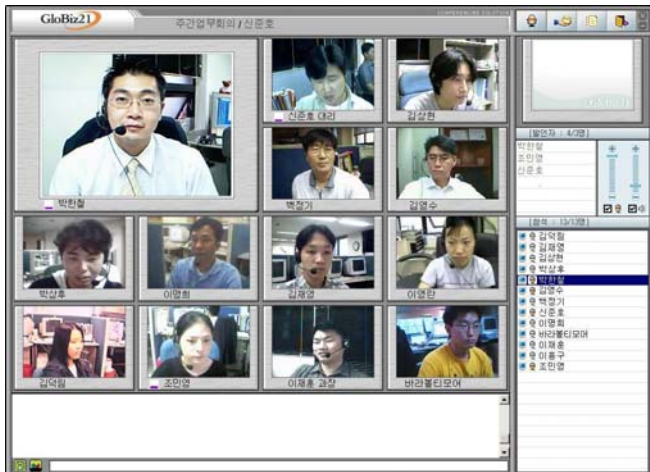 GloBiz21
주간업무회의 / 신준호
박한철
신준호 대리
김상현
백정기
김영수
박상후
이명희
김재영
이영란
김덕림
조민영
이재훈 과장
바라볼티모어
[발언자 : 4/3명]
박한철
조민영
신준호
[참석 : 13/13명]
김덕림
김재영
김상현
박상후
박한철
김영수
백정기
신준호
이명희
바라볼티모어
이재훈
이흥구
조민영